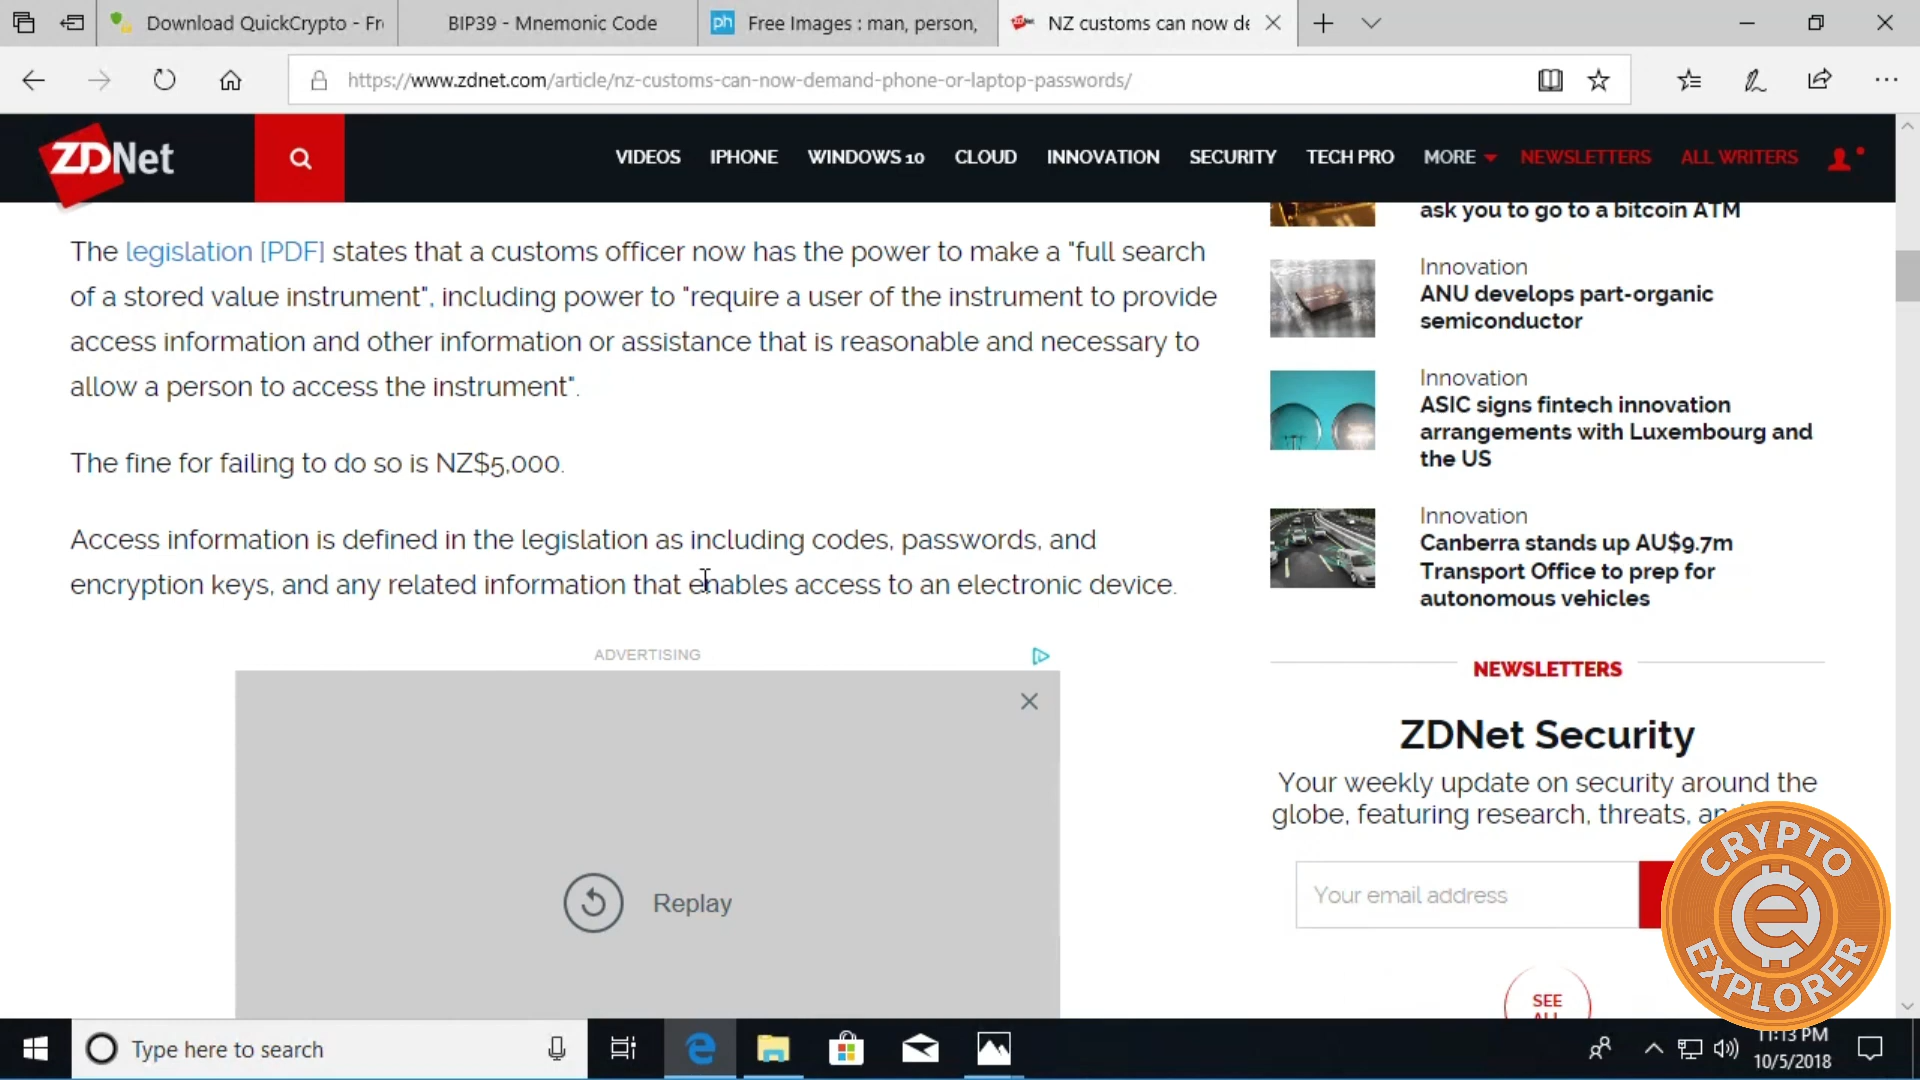 Download QuickCrypto - Fr
BIP39 - Mnemonic Code
ph Free Images : man, person,
NZ customs can now de
https://www.zdnet.com/article/nz-customs-can-now-demand-phone-or-laptop-passwords/
ZDNet
VIDEOS IPHONE WINDOWS 10 CLOUD INNOVATION SECURITY TECH PRO MORE NEWSLETTERS ALL WRITERS
The legislation [PDF] states that a customs officer now has the power to make a "full search
of a stored value instrument", including power to "require a user of the instrument to provide
access information and other information or assistance that is reasonable and necessary to
allow a person to access the instrument".
The fine for failing to do so is NZ$5,000.
Access information is defined in the legislation as including codes, passwords, and
encryption keys, and any related information that enables access to an electronic device.
ADVERTISING
Replay
ask you to go to a bitcoin ATM
Innovation
ANU develops part-organic
semiconductor
Innovation
ASIC signs fintech innovation
arrangements with Luxembourg and
the US
Innovation
Canberra stands up AU$9.7m
Transport Office to prep for
autonomous vehicles
NEWSLETTERS
ZDNet Security
Your weekly update on security around the
globe, featuring research, threats,
Your email address
SEE
ALL
CRYPTO
EXPLORER
Type here to search
11:13 PM
10/5/2018